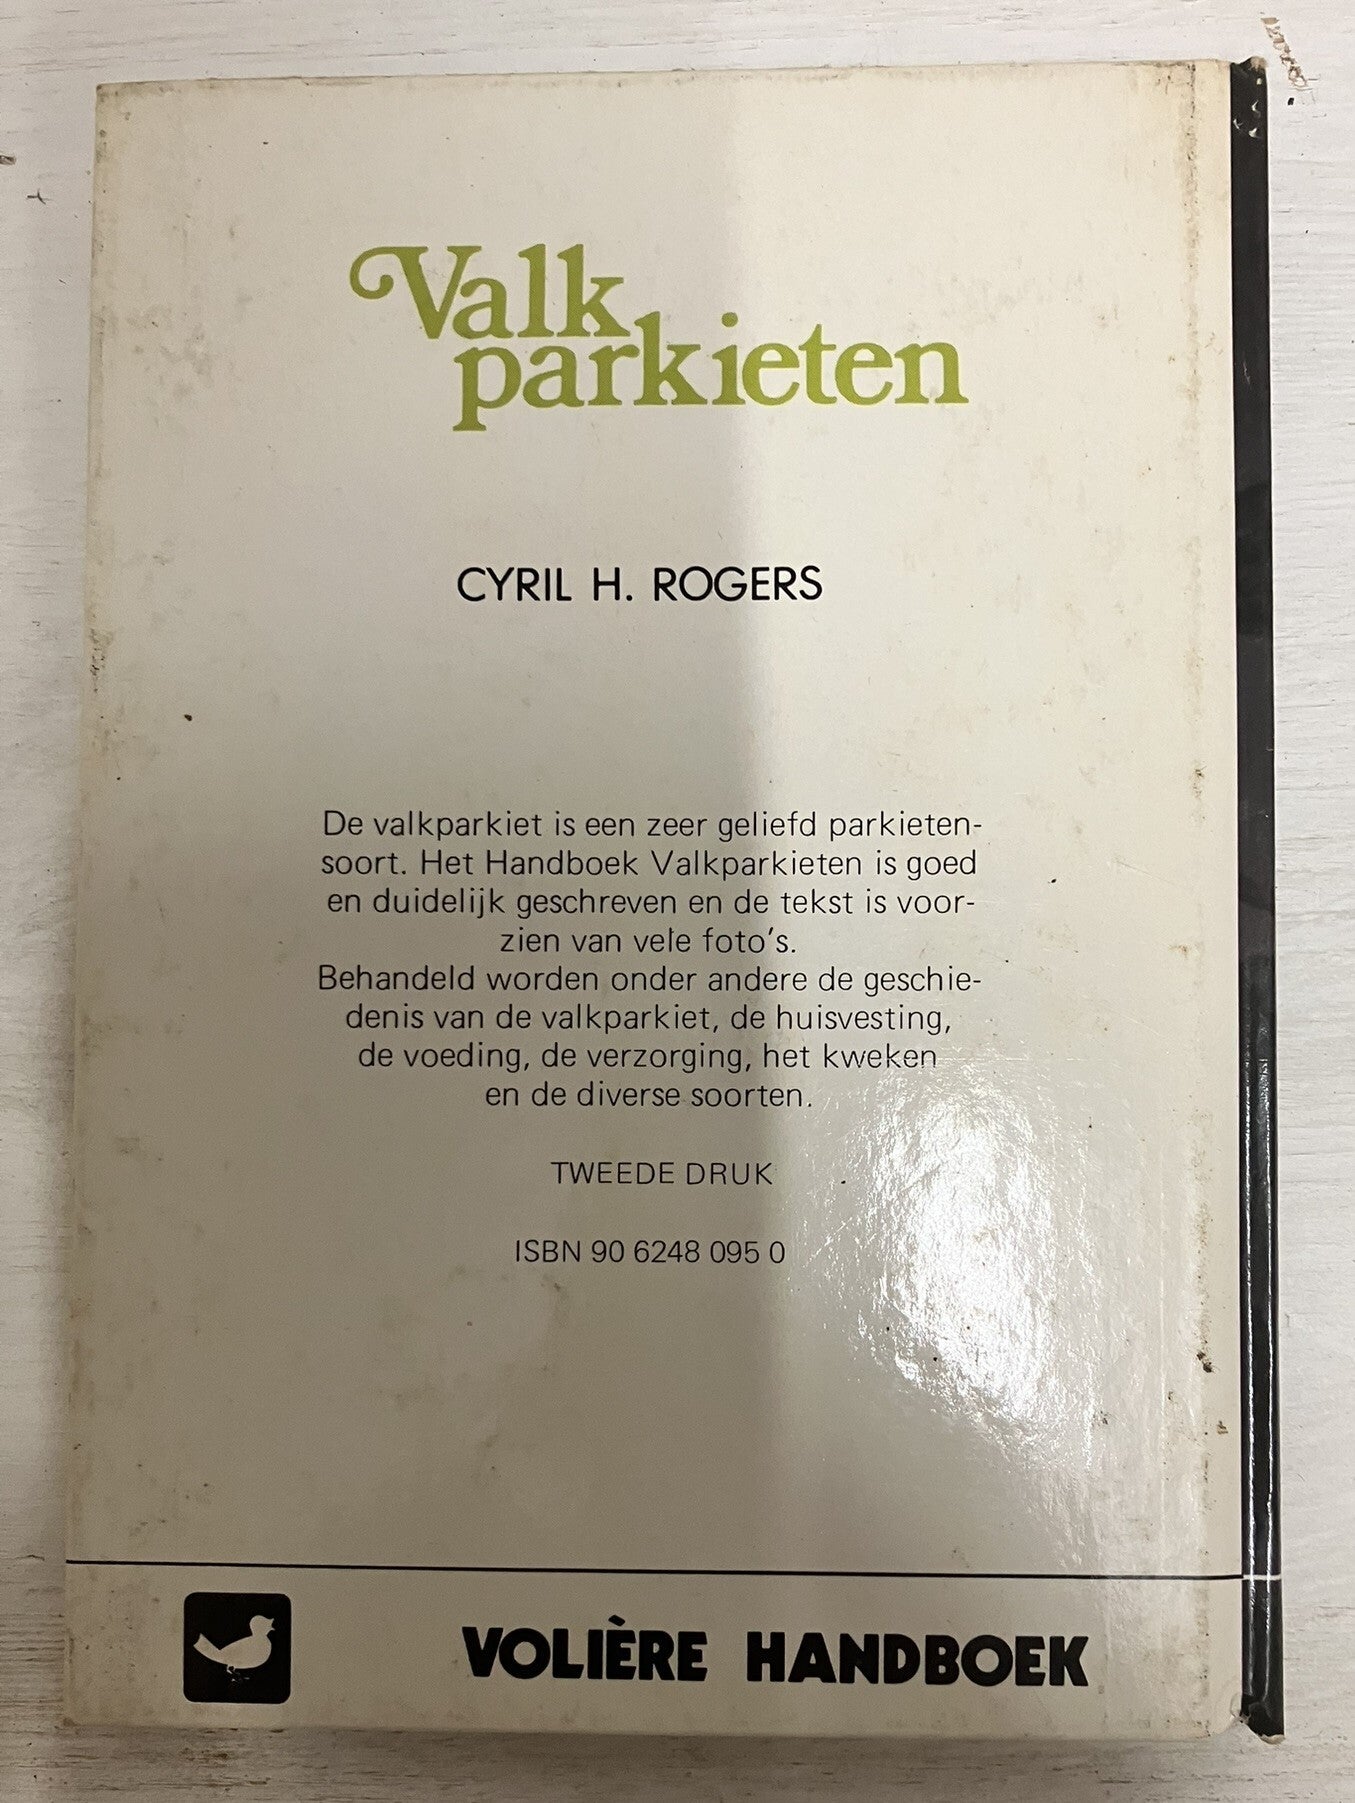 Valk
parkieten
CYRIL H. ROGERS
De valkparkiet is een zeer geliefd parkieten-
soort. Het Handboek Valkparkieten is goed
en duidelijk geschreven en de tekst is voor-
zien van vele foto's.
Behandeld worden onder andere de geschie-
denis van de valkparkiet, de huisvesting,
de voeding, de verzorging, het kweken
en de diverse soorten.
TWEEDE DRUK
ISBN 90 6248 095 0
VOLIÈRE HANDBOEK